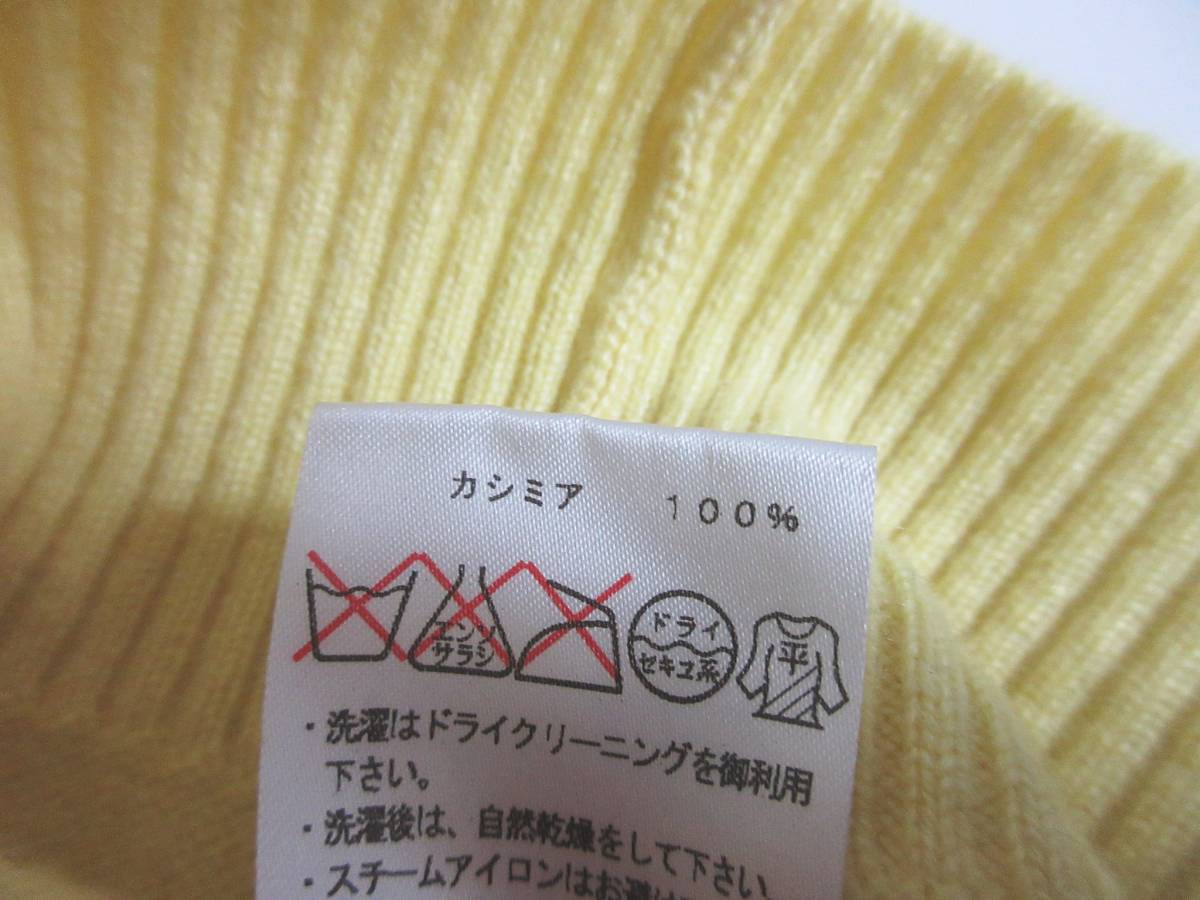 カシミア 100%
エンソ
サラシ
ドライ
セキユ系
平
・洗濯はドライクリーニングを御利用
下さい。
・洗濯後は、自然乾燥をして下さい
・スチームアイロンはお避け